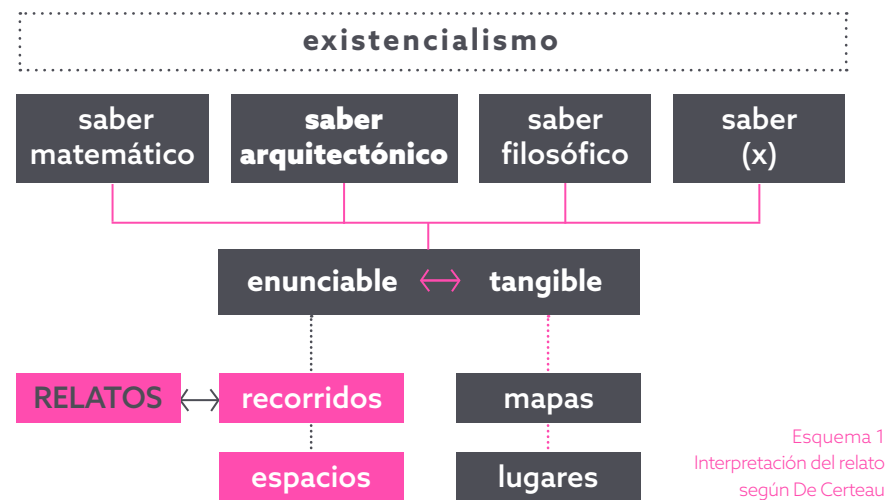 existencialismo
saber
matemático
saber
arquitectónico
saber
filosófico
saber
(x)
enunciable
tangible
RELATOS
recorridos
mapas
espacios
lugares
Esquema 1
Interpretación del relato
según De Certeau